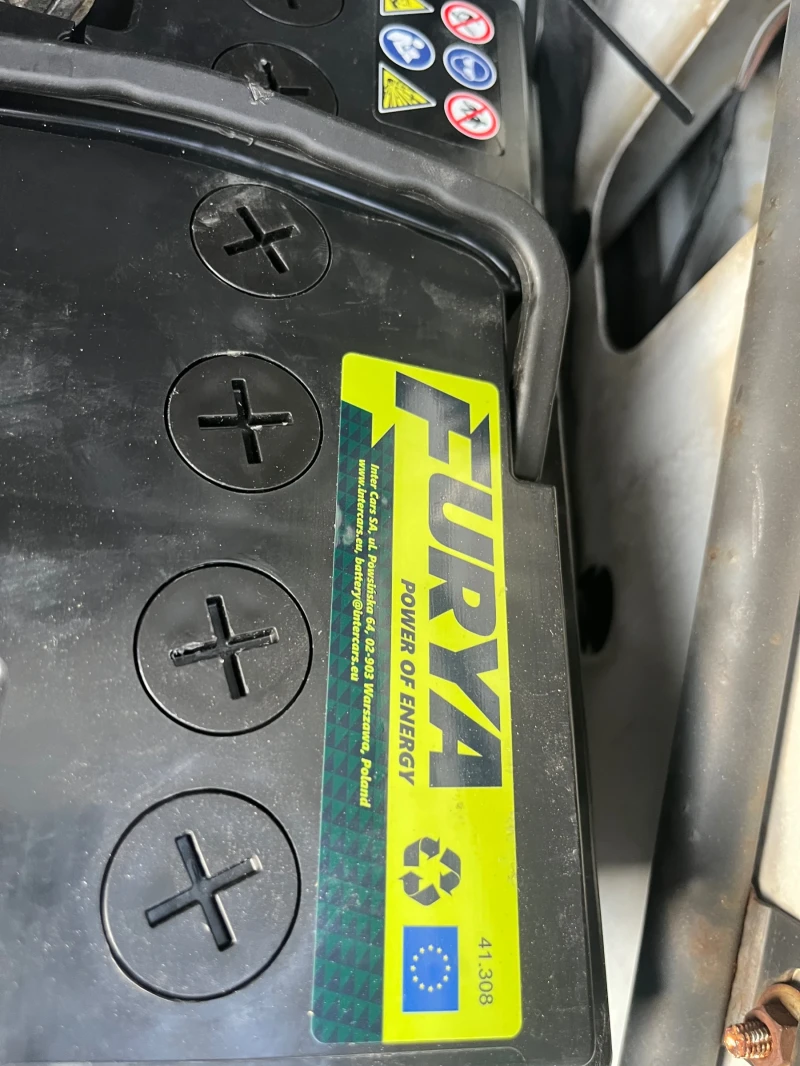 FURYA
POWER OF ENERGY
Inter Cars SA, ul. Powsińska 64, 02-903 Warszawa, Poland
www.intercars.eu, battery@intercars.eu
41.308